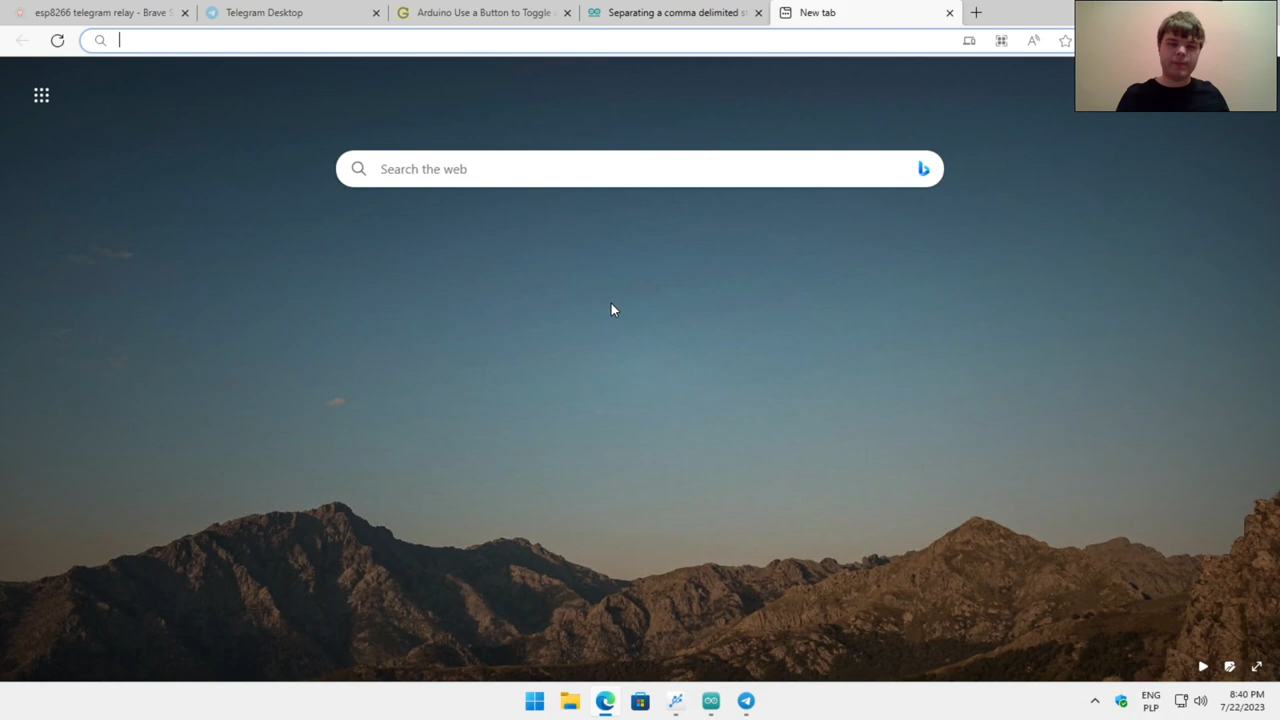 esp8266 telegram relay - Brave S
Telegram Desktop
Arduino Use a Button to Toggle a
Separating a comma delimited st
New tab
Search the web
ENG
PLP
8:40 PM
7/22/2023